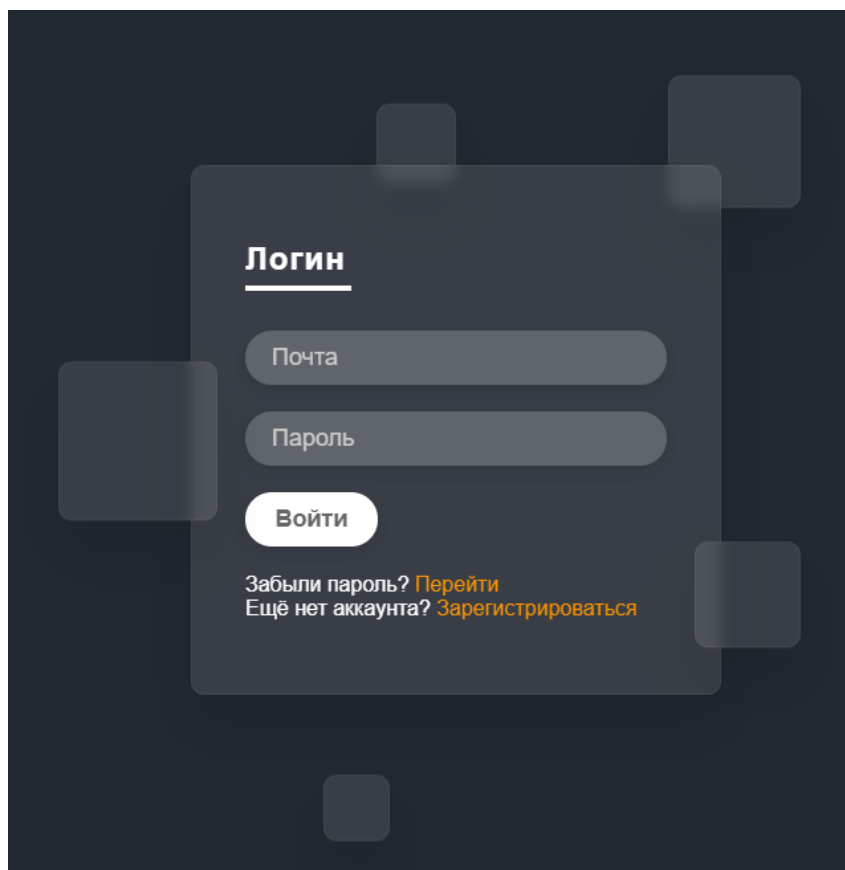 Логин
Почта
Пароль
Войти
Забыли пароль? Перейти
Ещё нет аккаунта? Зарегистрироваться